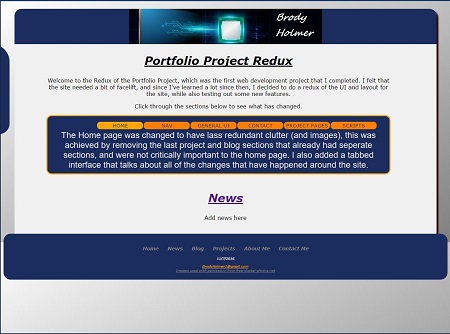 Brody
Holmer
Portfolio Project Redux
Welcome to the Redux of the Portfolio Project, which was the first web development project that I completed. I felt that
the site needed a bit of facelift, and since I've learned a lot since then, I decided to do a redux of the UI and layout for
the site, while also testing out some new features.
Click through the sections below to see what has changed.
HOME NAV GENERAL UI CONTACT PROJECT PAGES SCRIPTS
The Home page was changed to have lass redundant clutter (and images), this was
achieved by removing the last project and blog sections that already had seperate
sections, and were not critically important to the home page. I also added a tabbed
interface that talks about all of the changes that have happened around the site.
News
Add news here
Home News Blog Projects About Me Contact Me